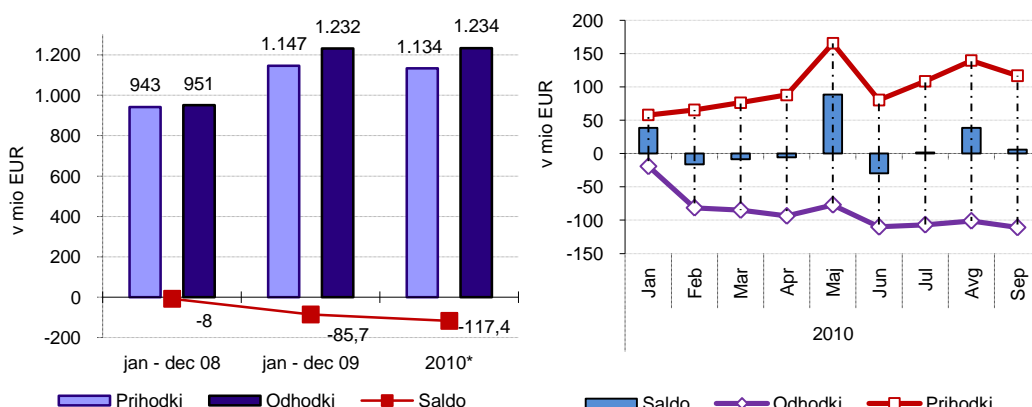 v mio EUR
1.200
1.000
800
600
400
200
0
-200
943
951
1.147
1.232
1.134
1.234
-8
-85,7
-117,4
jan - dec 08
jan - dec 09
2010*
Prihodki
Odhodki
Saldo
v mio EUR
200
150
100
50
0
-50
-100
-150
Jan
Feb
Mar
Apr
Maj
Jun
Jul
Avg
Sep
2010
Saldo
Odhodki
Prihodki